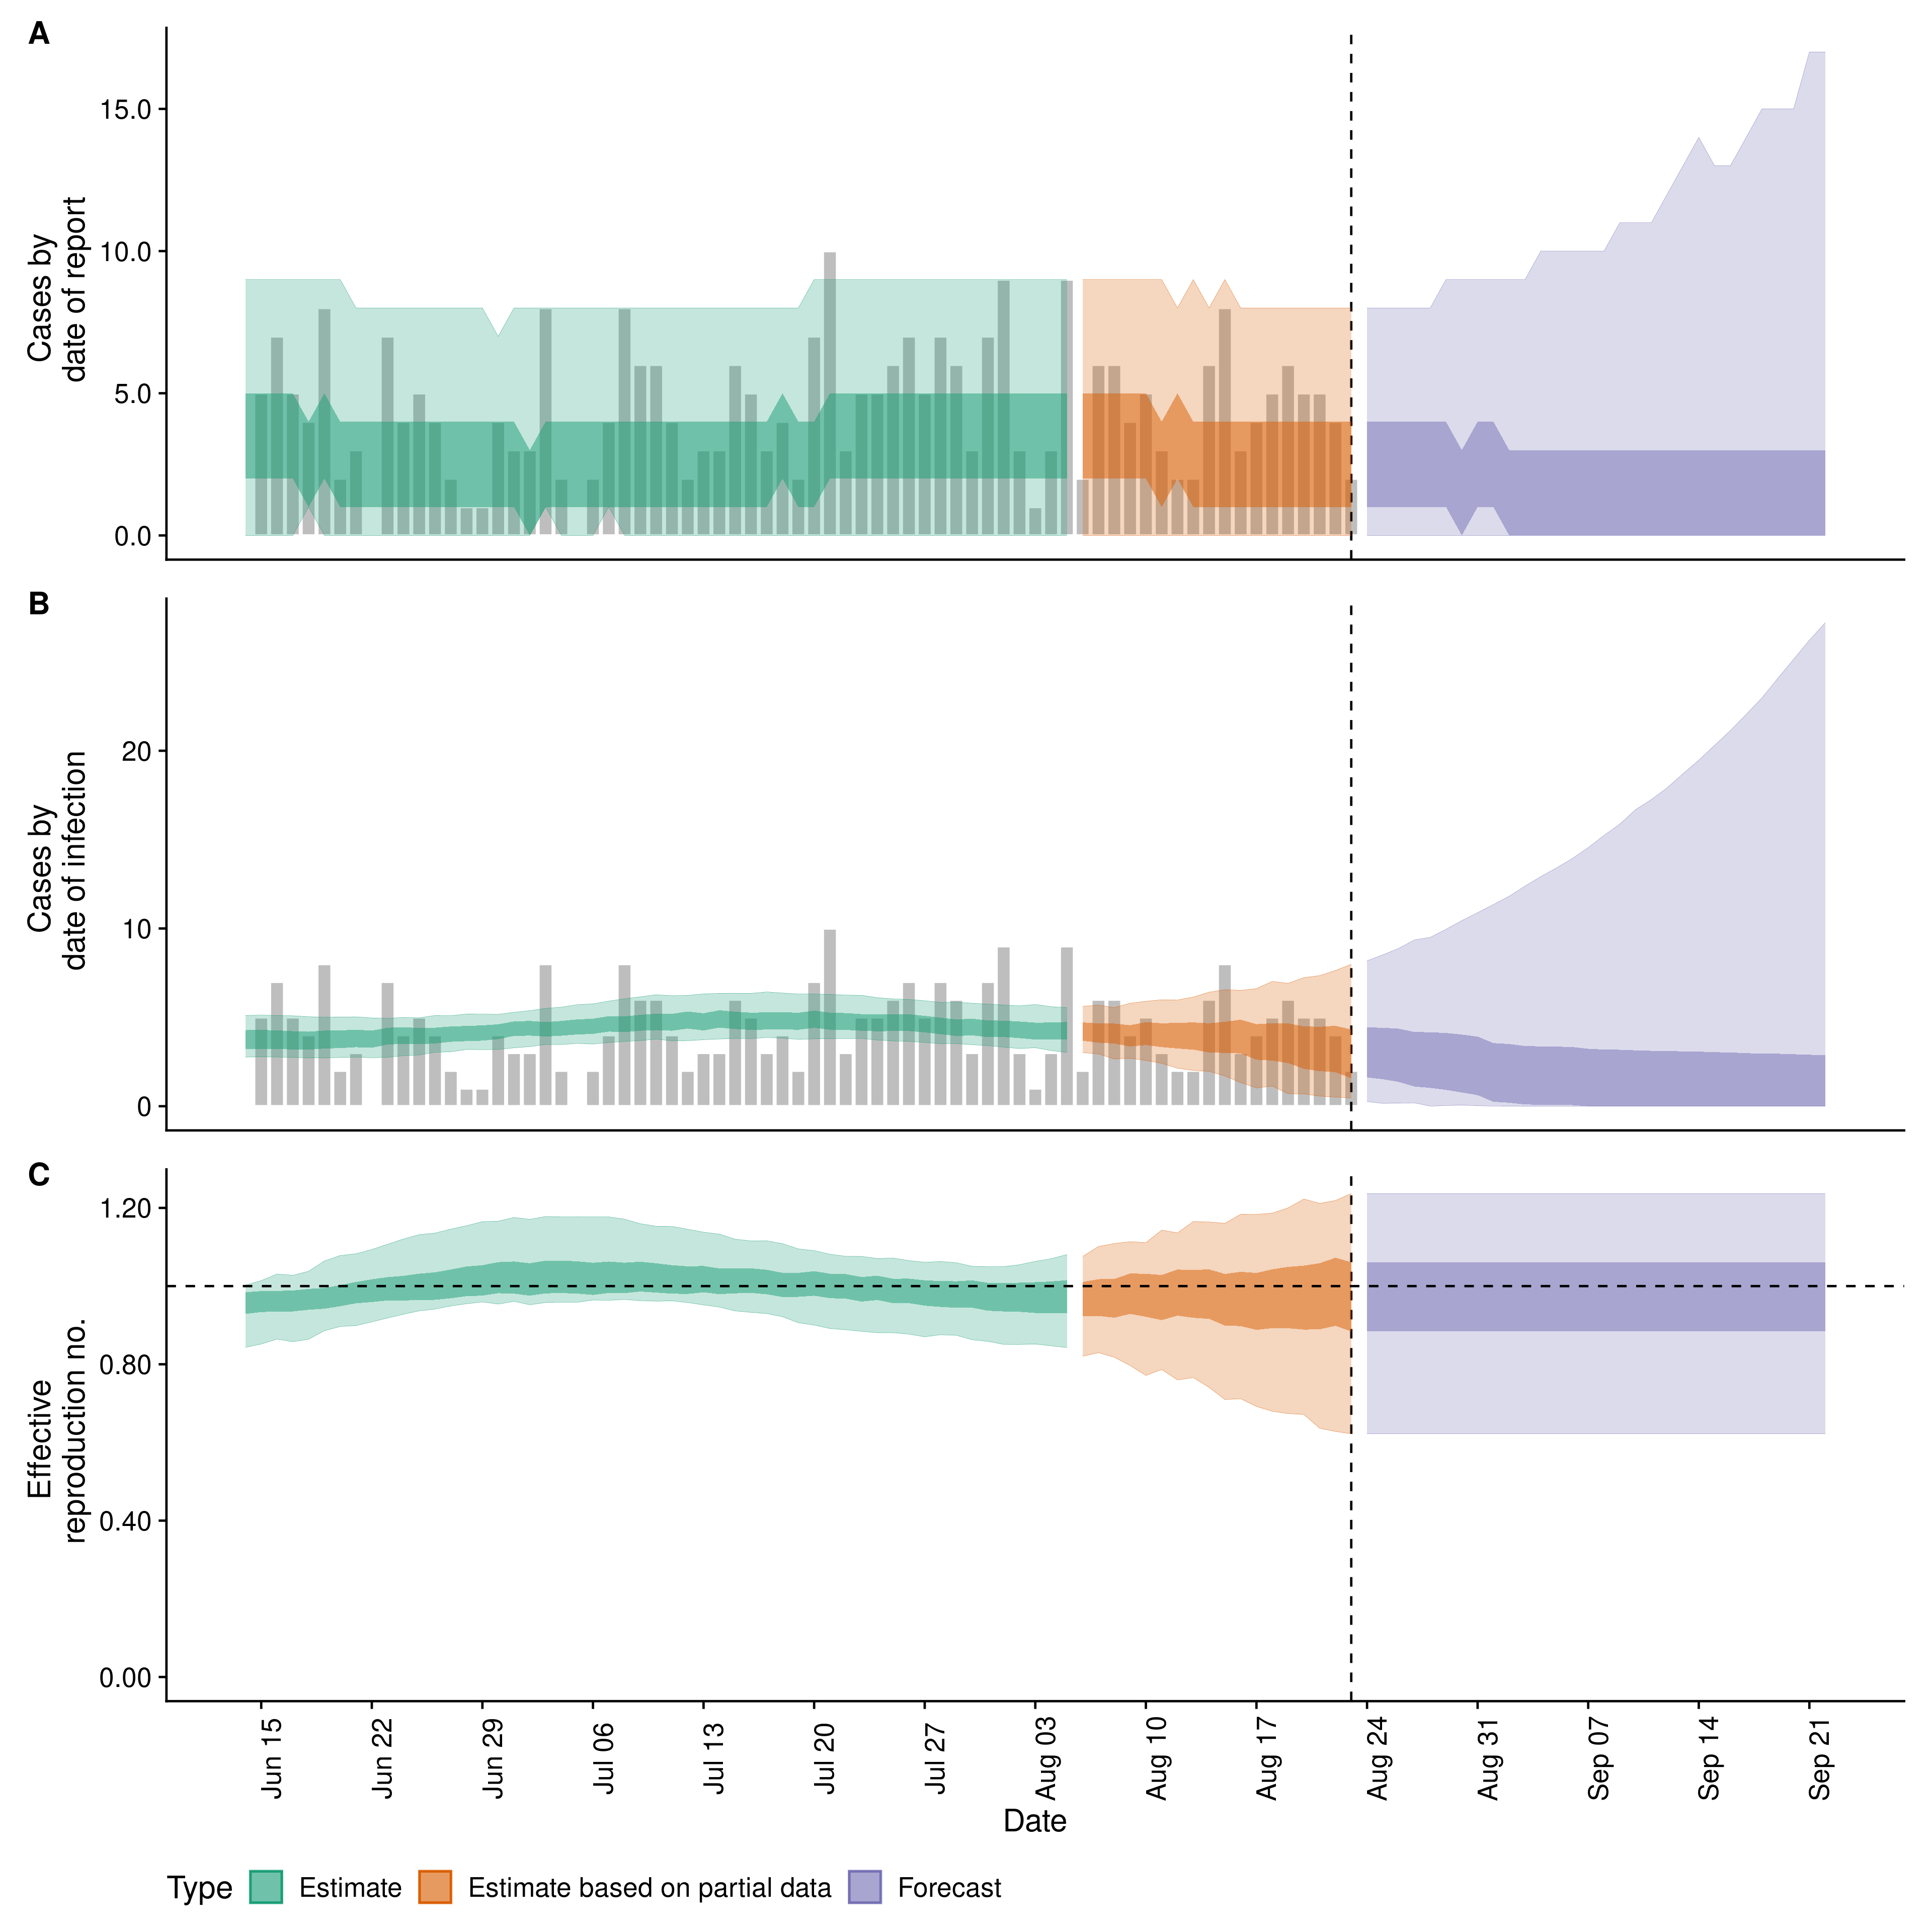 A
Cases by
date of report
15.0
10.0
5.0
0.0
B
Cases by
date of infection
20
10
0
C
Effective
reproduction no.
1.20
0.80
0.40
0.00
Jun 15
Jun 22
Jun 29
Jul 06
Jul 13
Jul 20
Jul 27
Aug 03
Aug 10
Aug 17
Aug 24
Aug 31
Sep 07
Sep 14
Sep 21
Date
Type Estimate Estimate based on partial data Forecast